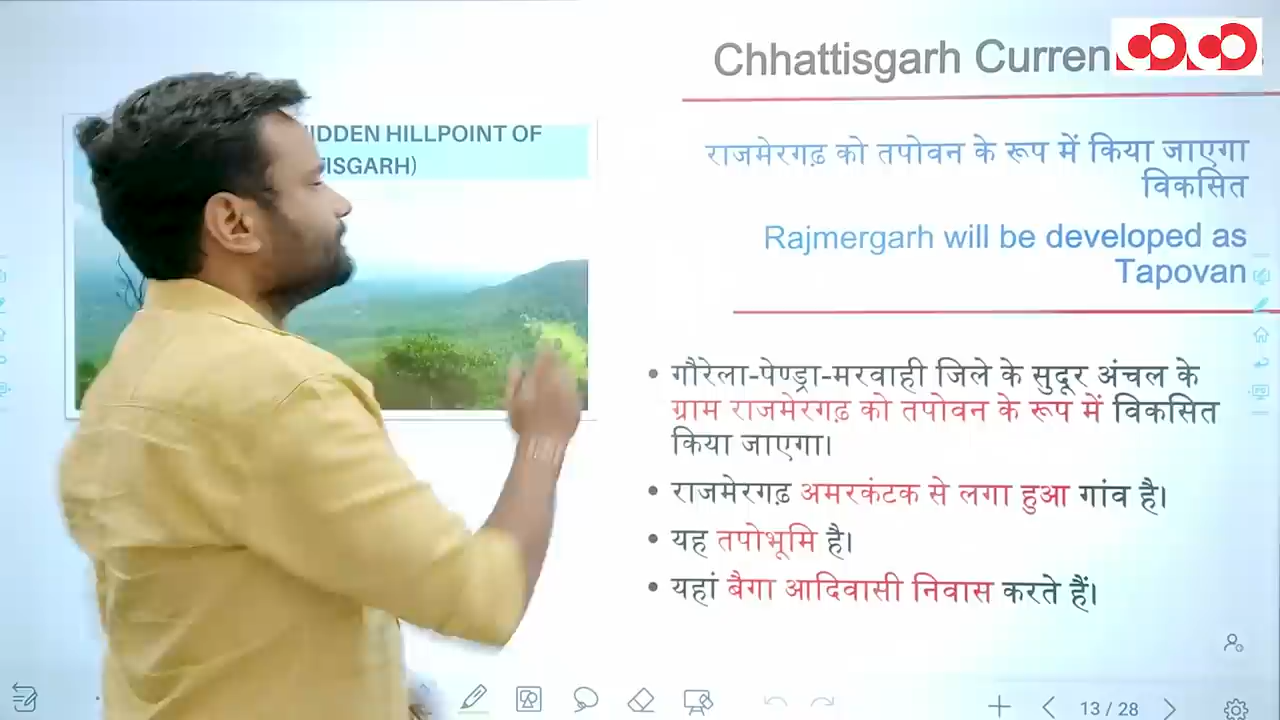 Chhattisgarh Curren
IDDEN HILLPOINT OF
ISGARH)
राजमेरगढ़ को तपोवन के रूप में किया जाएगा
विकसित
Rajmergarh will be developed as
Tapovan
• गौरेला-पेण्ड्रा-मरवाही जिले के सुदूर अंचल के
ग्राम राजमेरगढ़ को तपोवन के रूप में विकसित
किया जाएगा।
• राजमेरगढ़ अमरकंटक से लगा हुआ गांव है।
• यह तपोभूमि है।
• यहां बैगा आदिवासी निवास करते हैं।
13 / 28